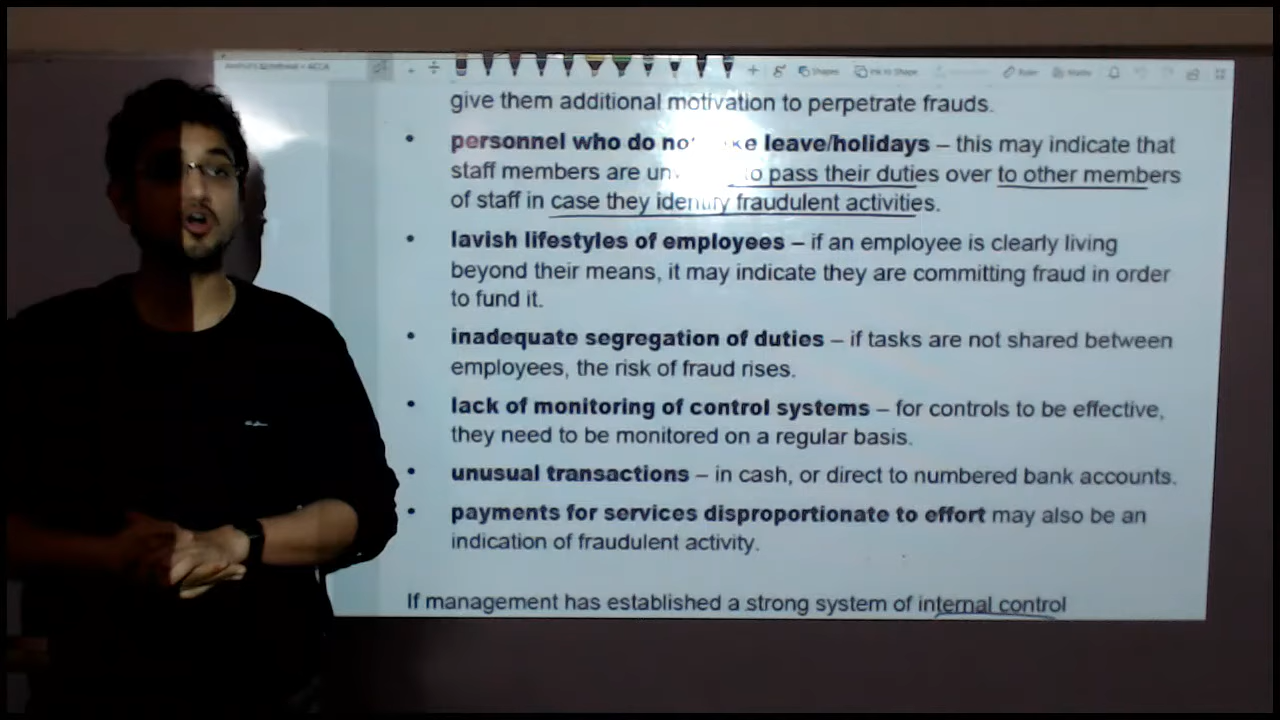 Shapes
Ink to Shape
Ruler
Maths
give them additional motivation to perpetrate frauds.
• personnel who do leave/holidays – this may indicate that
staff members are to pass their duties over to other members
of staff in case they identify fraudulent activities.
• lavish lifestyles of employees – if an employee is clearly living
beyond their means, it may indicate they are committing fraud in order
to fund it.
• inadequate segregation of duties – if tasks are not shared between
employees, the risk of fraud rises.
• lack of monitoring of control systems – for controls to be effective,
they need to be monitored on a regular basis.
• unusual transactions – in cash, or direct to numbered bank accounts.
• payments for services disproportionate to effort may also be an
indication of fraudulent activity.
If management has established a strong system of internal control